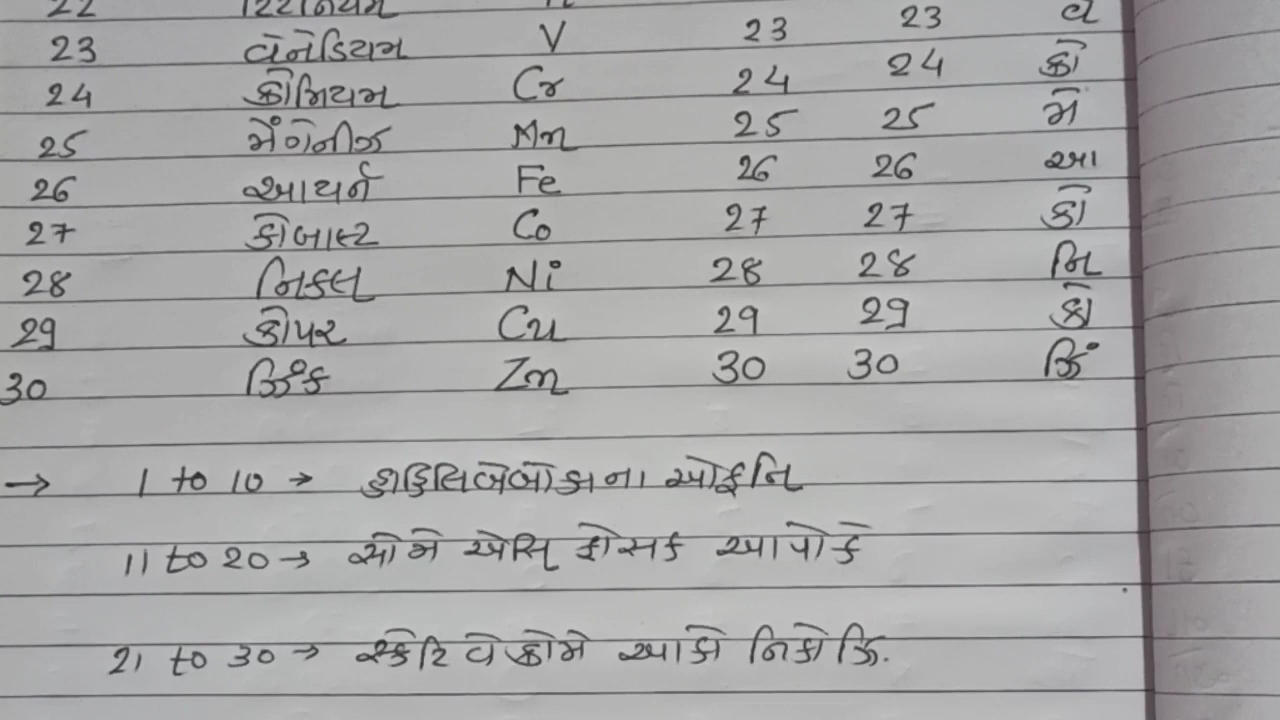 22 ટિટેનિયમ
23 વેનેડિયમ V 23 23 વે
24 ક્રોમિયમ Cr 24 24 ક્રો
25 મેંગેનીઝ Mn 25 25 મે
26 આયર્ન Fe 26 26 આ
27 કોબાલ્ટ Co 27 27 કો
28 નિકલ Ni 28 28 નિ
29 કોપર Cu 29 29 કો
30 ઝિંક Zn 30 30 ઝિં
→ 1 to 10 → હાહિલિબેબોકાના ઓફનિ
11 to 20 → સોમે એસિ ફોસક આપોકે
21 to 30 → સ્કેટિ વેક્રોમે આકો નિકોઝિ.